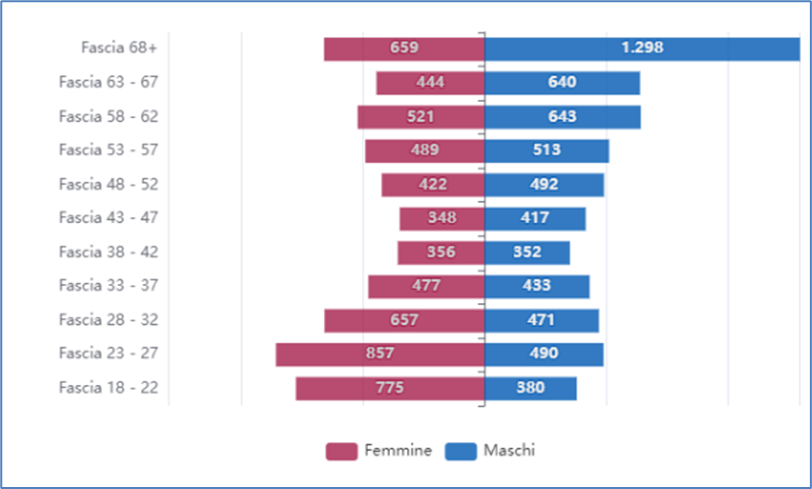 Fascia 68+ 659 1.298
Fascia 63 - 67 444 640
Fascia 58 - 62 521 643
Fascia 53 - 57 489 513
Fascia 48 - 52 422 492
Fascia 43 - 47 348 417
Fascia 38 - 42 356 352
Fascia 33 - 37 477 433
Fascia 28 - 32 657 471
Fascia 23 - 27 857 490
Fascia 18 - 22 775 380
Femmine Maschi